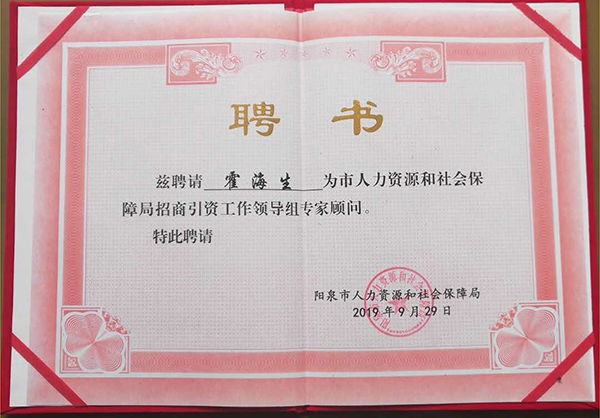 聘书
兹聘请 霍海生 为市人力资源和社会保
障局招商引资工作领导组专家顾问。
特此聘请
阳泉市人力资源和社会保障局
2019年9月29日